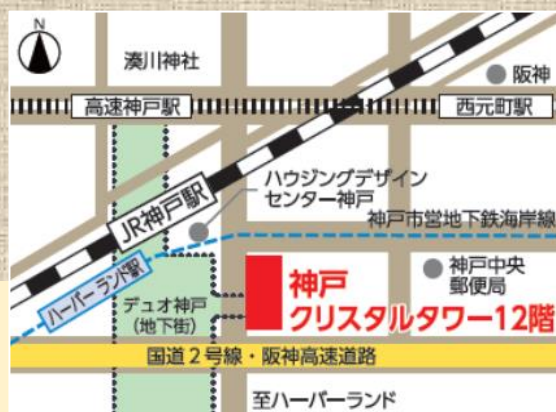 N
湊川神社
阪神
高速神戸駅
西元町駅
ハウジングデザイン
センター神戸
JR神戸駅
神戸市営地下鉄海岸線
ハーバーランド駅
神戸中央
郵便局
デュオ神戸
(地下街)
神戸
クリスタルタワー12階
国道2号線・阪神高速道路
至ハーバーランド